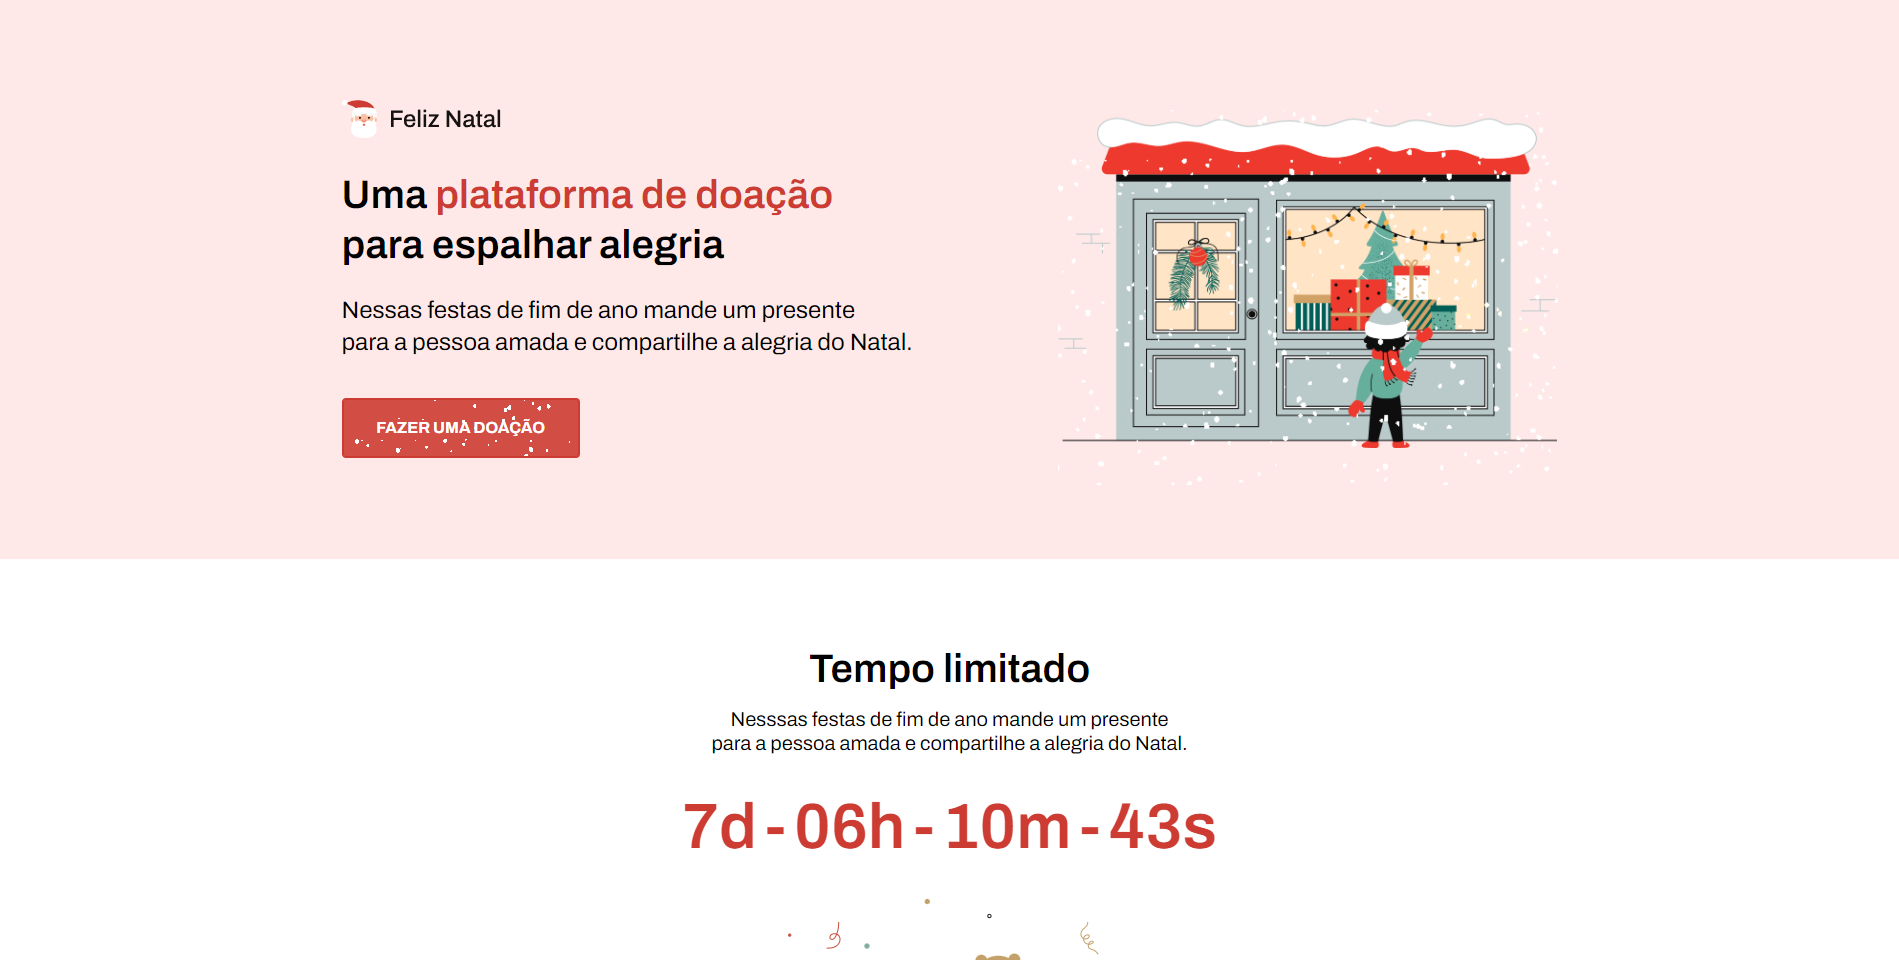 Feliz Natal
Uma plataforma de doação
para espalhar alegria
Nessas festas de fim de ano mande um presente
para a pessoa amada e compartilhe a alegria do Natal.
FAZER UMA DOAÇÃO
Tempo limitado
Nesssas festas de fim de ano mande um presente
para a pessoa amada e compartilhe a alegria do Natal.
7d - 06h - 10m - 43s